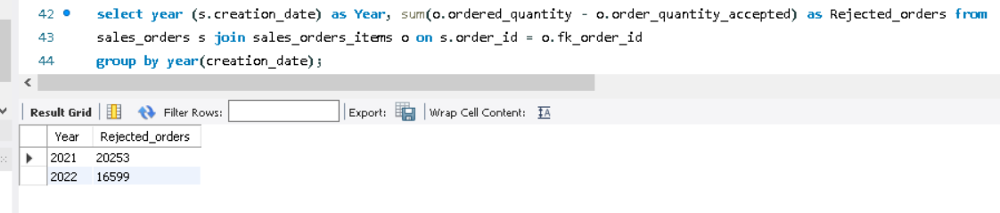 42 select year (s.creation_date) as Year, sum(o.ordered_quantity - o.order_quantity_accepted) as Rejected_orders from
43 sales_orders s join sales_orders_items o on s.order_id = o.fk_order_id
44 group by year(creation_date);
Result Grid Filter Rows: Export: Wrap Cell Content: IA
Year Rejected_orders
2021 20253
2022 16599